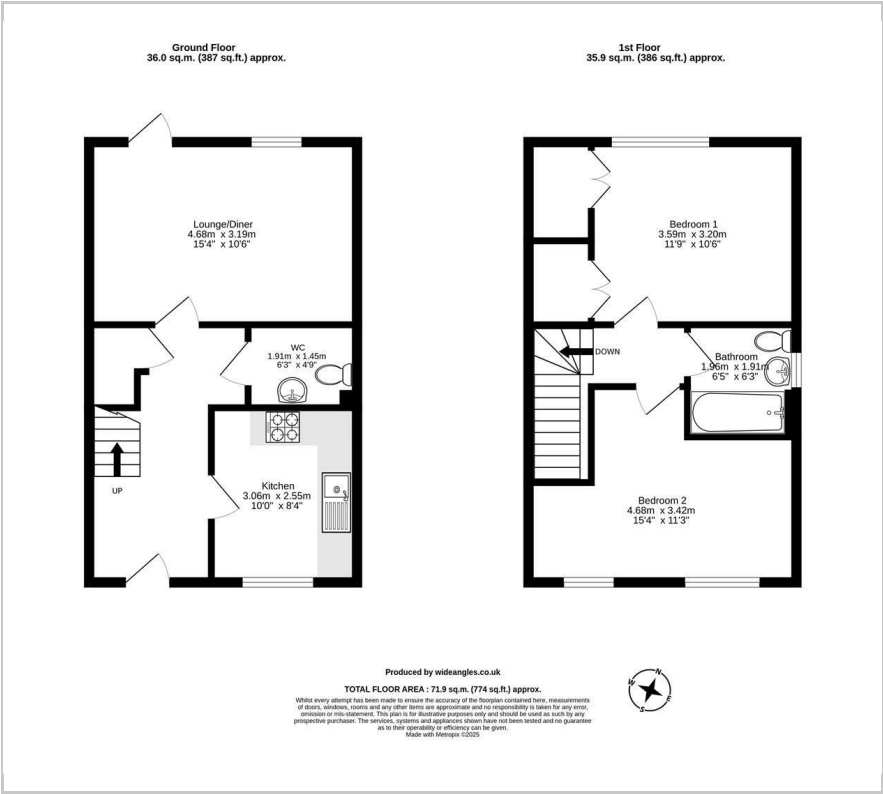 Ground Floor
36.0 sq.m. (387 sq.ft.) approx.
1st Floor
35.9 sq.m. (386 sq.ft.) approx.
Lounge/Diner
4.68m x 3.19m
15'4" x 10'6"
WC
1.91m x 1.45m
6'3" x 4'9"
Kitchen
3.06m x 2.55m
10'0" x 8'4"
UP
Bedroom 1
3.59m x 3.20m
11'9" x 10'6"
DOWN
Bathroom
1.96m x 1.91m
6'5" x 6'3"
Bedroom 2
4.68m x 3.42m
15'4" x 11'3"
Produced by wideangles.co.uk
TOTAL FLOOR AREA : 71.9 sq.m. (774 sq.ft.) approx.
Whilst every attempt has been made to ensure the accuracy of the floorplan contained here, measurements
of doors, windows, rooms and any other items are approximate and no responsibility is taken for any error,
omission or mis-statement. This plan is for illustrative purposes only and should be used as such by any
prospective purchaser. The services, systems and appliances shown have not been tested and no guarantee
as to their operability or efficiency can be given.
Made with Metropix ©2025
N
W
E
S